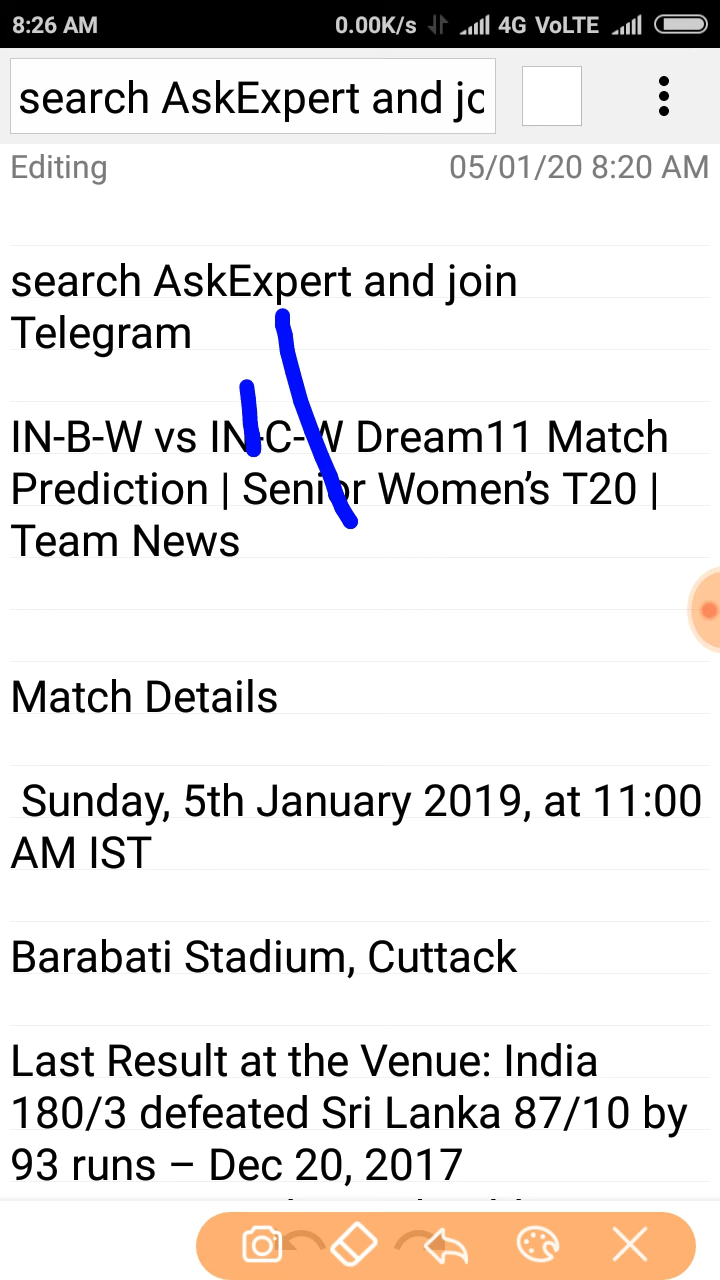 8:26 AM 0.00K/s 4G VoLTE
search AskExpert and jc
Editing 05/01/20 8:20 AM
search AskExpert and join
Telegram
IN-B-W vs IN-C-W Dream11 Match
Prediction | Senior Women's T20 |
Team News
Match Details
Sunday, 5th January 2019, at 11:00
AM IST
Barabati Stadium, Cuttack
Last Result at the Venue: India
180/3 defeated Sri Lanka 87/10 by
93 runs – Dec 20, 2017